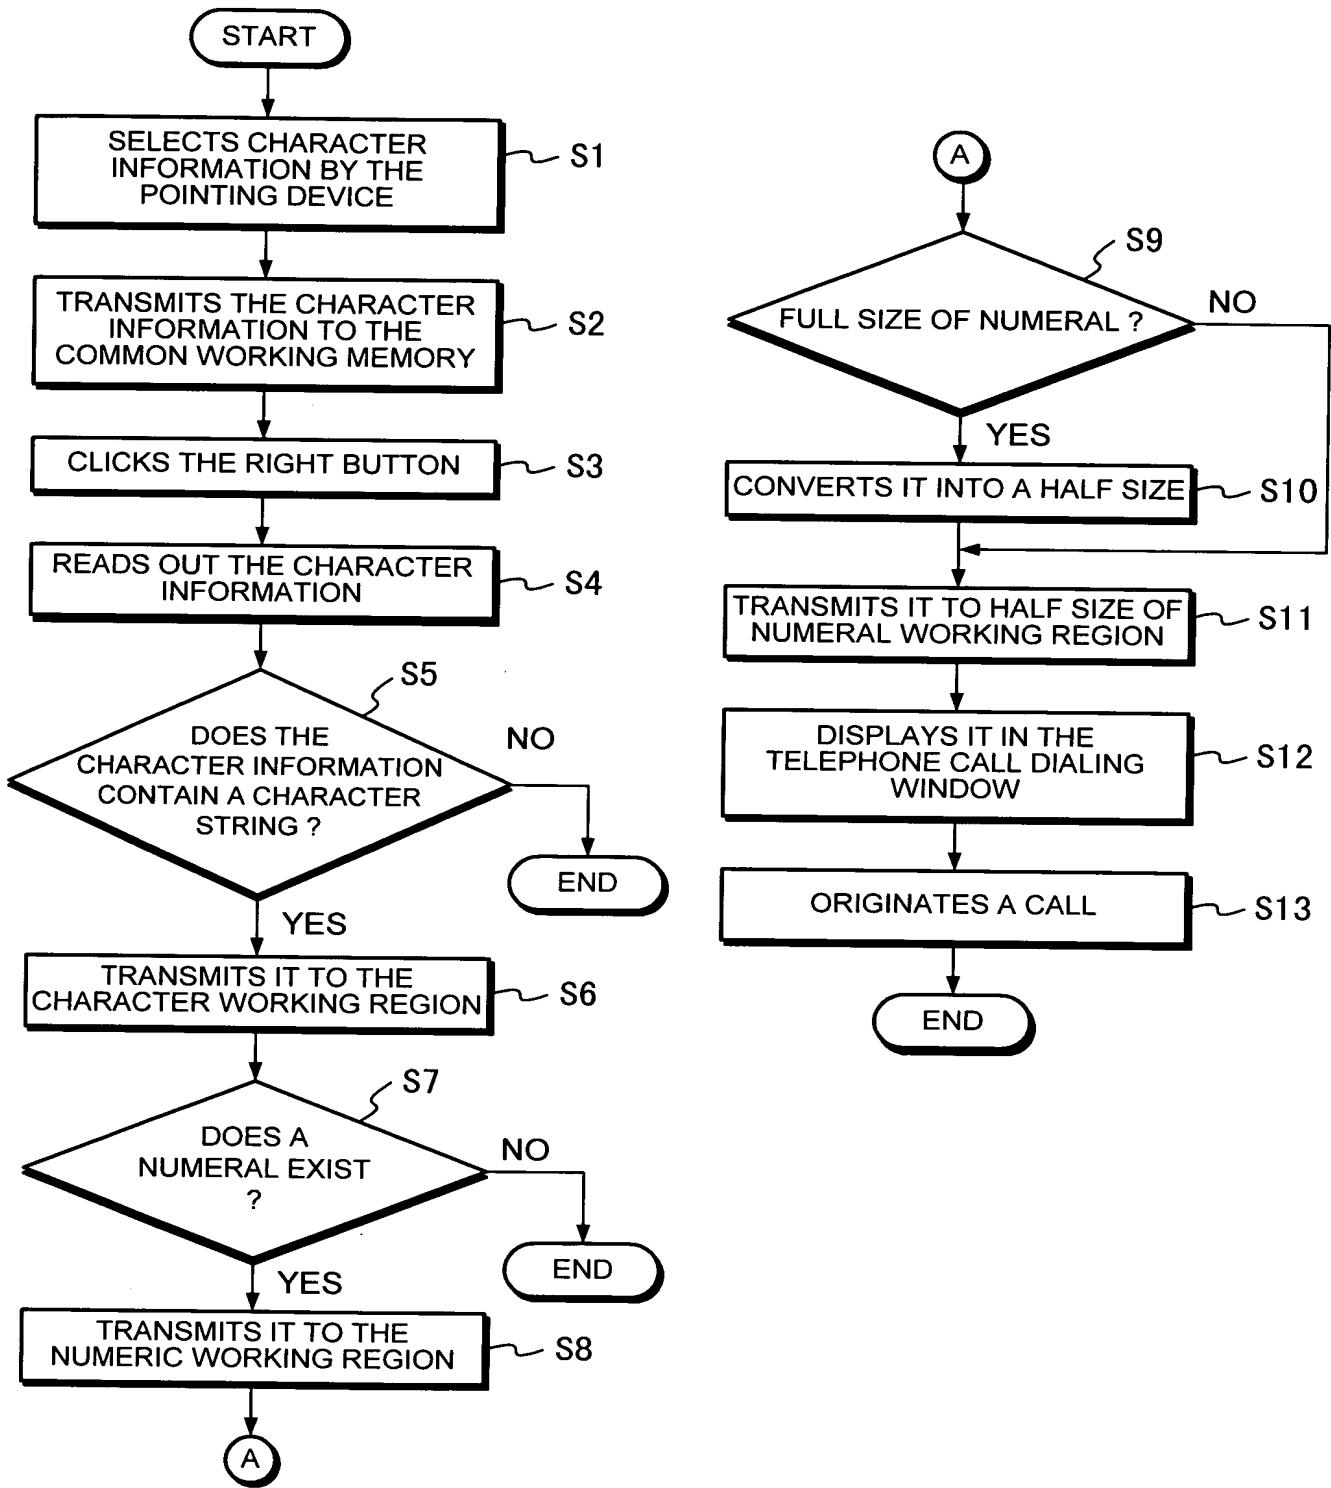 START
SELECTS CHARACTER
INFORMATION BY THE
POINTING DEVICE
S1
TRANSMITS THE CHARACTER
INFORMATION TO THE
COMMON WORKING MEMORY
S2
CLICKS THE RIGHT BUTTON
S3
READS OUT THE CHARACTER
INFORMATION
S4
S5
DOES THE
CHARACTER INFORMATION
CONTAIN A CHARACTER
STRING ?
NO
END
YES
TRANSMITS IT TO THE
CHARACTER WORKING REGION
S6
S7
DOES A
NUMERAL EXIST
?
NO
END
YES
TRANSMITS IT TO THE
NUMERIC WORKING REGION
S8
A
A
S9
FULL SIZE OF NUMERAL ?
NO
YES
CONVERTS IT INTO A HALF SIZE
S10
TRANSMITS IT TO HALF SIZE OF
NUMERAL WORKING REGION
S11
DISPLAYS IT IN THE
TELEPHONE CALL DIALING
WINDOW
S12
ORIGINATES A CALL
S13
END